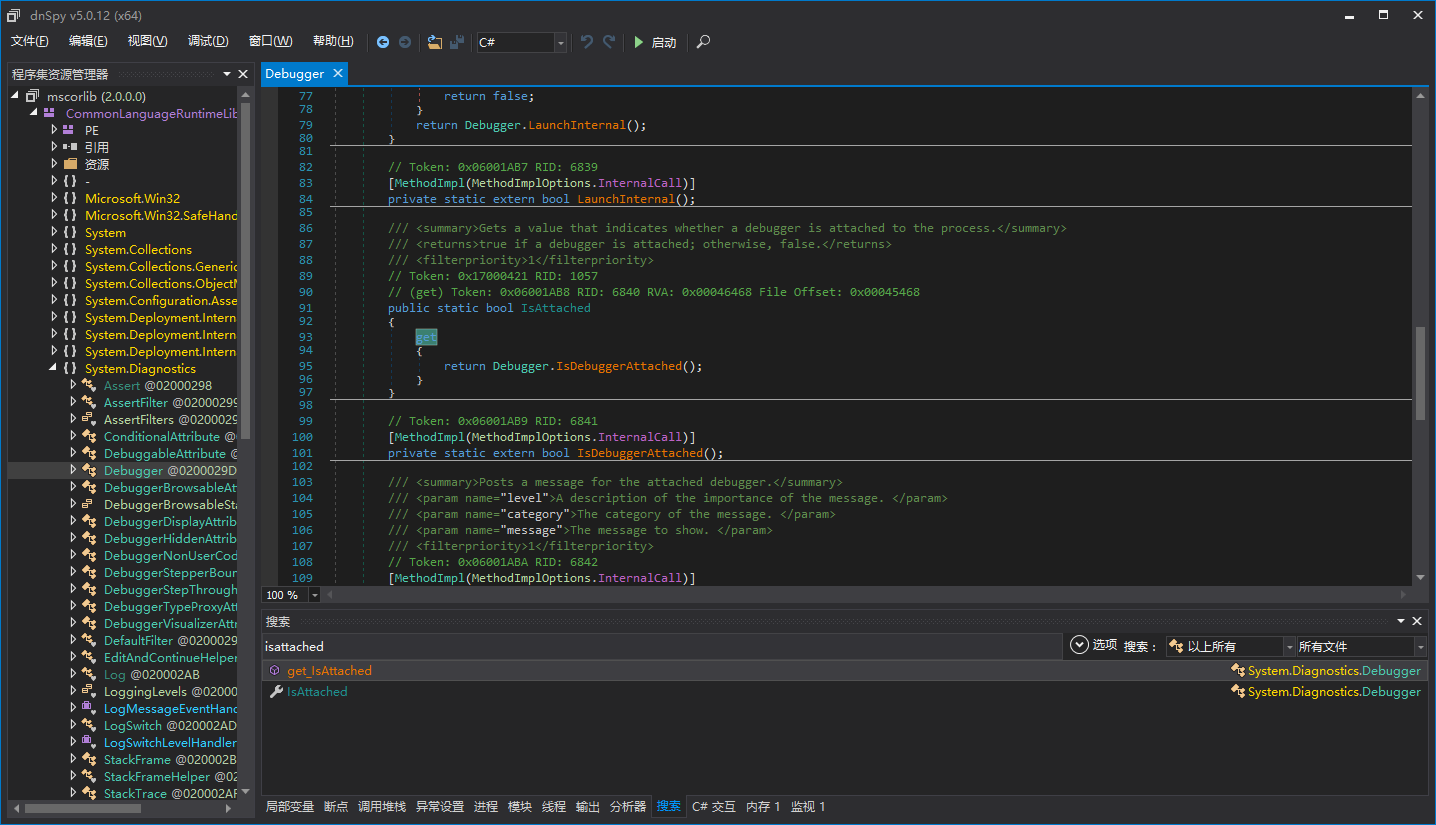 dnSpy v5.0.12 (x64)
文件(F) 编辑(E) 视图(V) 调试(D) 窗口(W) 帮助(H) C# 启动
程序集资源管理器
mscorlib (2.0.0.0)
CommonLanguageRuntimeLib
PE
引用
资源
-
Microsoft.Win32
Microsoft.Win32.SafeHand
System
System.Collections
System.Collections.Generic
System.Collections.ObjectM
System.Configuration.Asse
System.Deployment.Intern
System.Deployment.Intern
System.Deployment.Intern
System.Diagnostics
Assert @02000298
AssertFilter @02000299
AssertFilters @0200029
ConditionalAttribute @
DebuggableAttribute @
Debugger @0200029D
DebuggerBrowsableAtt
DebuggerBrowsableSta
DebuggerDisplayAttrib
DebuggerHiddenAttrib
DebuggerNonUserCod
DebuggerStepperBour
DebuggerStepThrough
DebuggerTypeProxyAtt
DebuggerVisualizerAttr
DefaultFilter @0200029
EditAndContinueHelper
Log @020002AB
LoggingLevels @02000
LogMessageEventHand
LogSwitch @020002AD
LogSwitchLevelHandler
StackFrame @020002B
StackFrameHelper @02
StackTrace @020002AF
Debugger
77 return false;
78 }
79 return Debugger.LaunchInternal();
80 }
81
82 // Token: 0x06001AB7 RID: 6839
83 [MethodImpl(MethodImplOptions.InternalCall)]
84 private static extern bool LaunchInternal();
85
86 /// <summary>Gets a value that indicates whether a debugger is attached to the process.</summary>
87 /// <returns>true if a debugger is attached; otherwise, false.</returns>
88 /// <filterpriority>1</filterpriority>
89 // Token: 0x17000421 RID: 1057
90 // (get) Token: 0x06001AB8 RID: 6840 RVA: 0x00046468 File Offset: 0x00045468
91 public static bool IsAttached
92 {
93 get
94 {
95 return Debugger.IsDebuggerAttached();
96 }
97 }
98
99 // Token: 0x06001AB9 RID: 6841
100 [MethodImpl(MethodImplOptions.InternalCall)]
101 private static extern bool IsDebuggerAttached();
102
103 /// <summary>Posts a message for the attached debugger.</summary>
104 /// <param name="level">A description of the importance of the message. </param>
105 /// <param name="category">The category of the message. </param>
106 /// <param name="message">The message to show. </param>
107 /// <filterpriority>1</filterpriority>
108 // Token: 0x06001ABA RID: 6842
109 [MethodImpl(MethodImplOptions.InternalCall)]
100 %
搜索
isattached 选项 搜索： 以上所有 所有文件
get_IsAttached System.Diagnostics.Debugger
IsAttached System.Diagnostics.Debugger
局部变量 断点 调用堆栈 异常设置 进程 模块 线程 输出 分析器 搜索 C# 交互 内存 1 监视 1